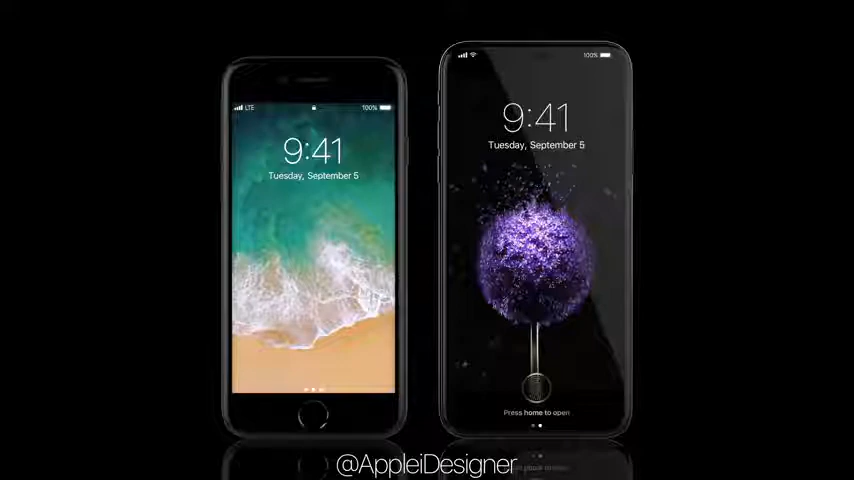 LTE 100%
9:41
Tuesday, September 5
100%
9:41
Tuesday, September 5
Press home to open
@AppleiDesigner